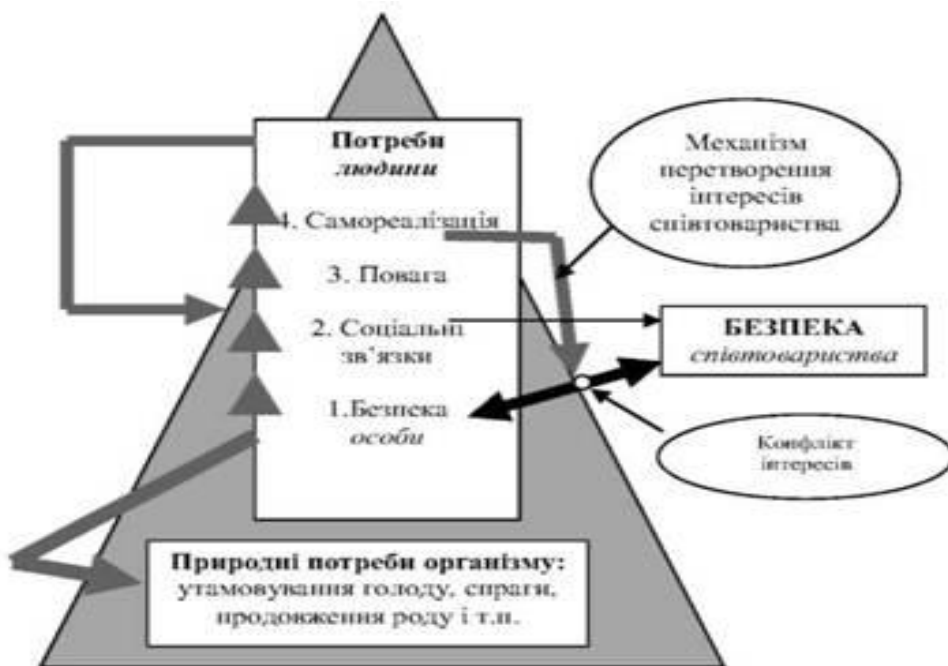 Потреби
людини
4. Самореалізація
3. Повага
2. Соціальні
зв’язки
1.Безпека
особи
Природні потреби організму:
утамовування голоду, спраги,
продовження роду і т.п.
Механізм
перетворення
інтересів
співтовариства
БЕЗПЕКА
співтовариства
Конфлікт
інтересів